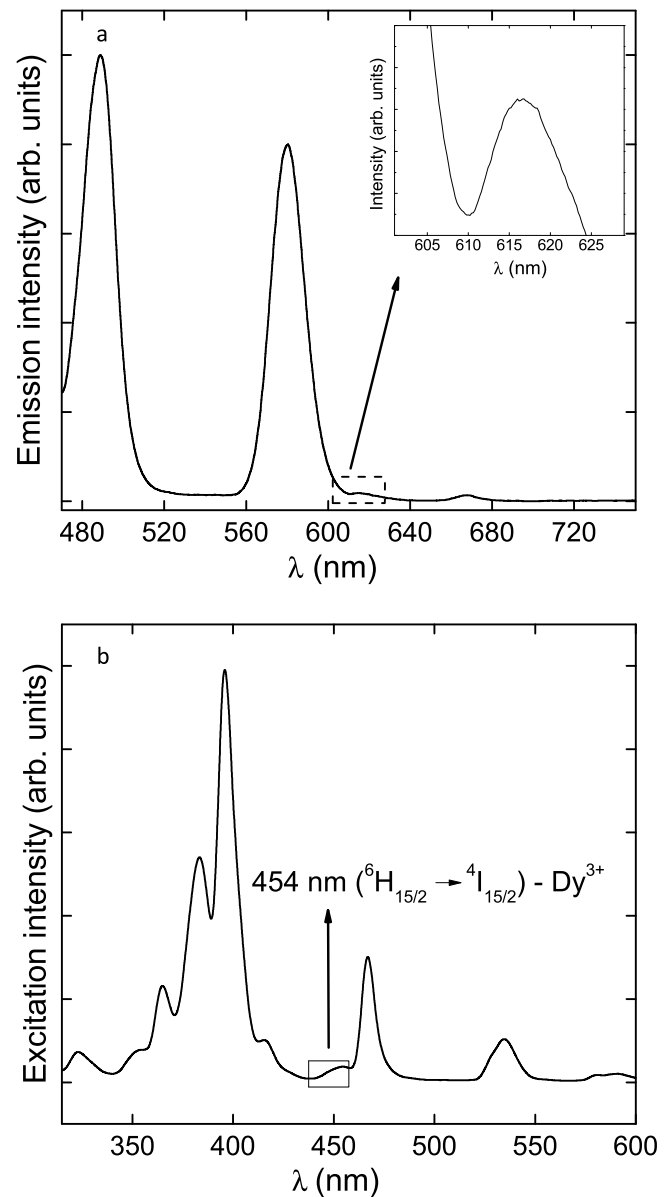 a
Emission intensity (arb. units)
480 520 560 600 640 680 720
λ (nm)
Intensity (arb. units)
605 610 615 620 625
λ (nm)
b
Excitation intensity (arb. units)
454 nm (⁶H₁₅/₂ → ⁴I₁₅/₂) - Dy³⁺
350 400 450 500 550 600
λ (nm)